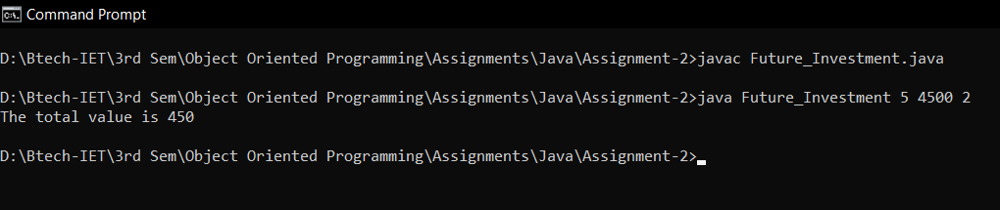 Command Prompt
D:\Btech-IET\3rd Sem\Object Oriented Programming\Assignments\Java\Assignment-2>javac Future_Investment.java
D:\Btech-IET\3rd Sem\Object Oriented Programming\Assignments\Java\Assignment-2>java Future_Investment 5 4500 2
The total value is 450
D:\Btech-IET\3rd Sem\Object Oriented Programming\Assignments\Java\Assignment-2>